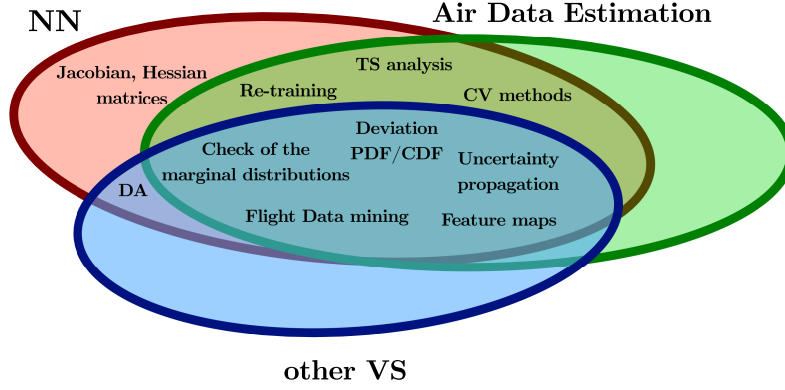 NN
Air Data Estimation
Jacobian, Hessian
matrices
TS analysis
Re-training
CV methods
Deviation
PDF/CDF
Check of the
marginal distributions
Uncertainty
propagation
DA
Flight Data mining
Feature maps
other VS